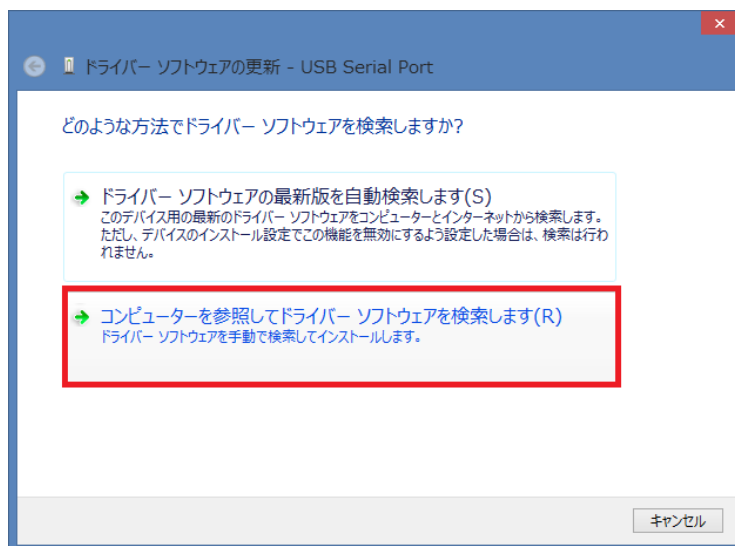 ドライバー ソフトウェアの更新 - USB Serial Port
どのような方法でドライバー ソフトウェアを検索しますか?
ドライバー ソフトウェアの最新版を自動検索します(S)
このデバイス用の最新のドライバー ソフトウェアをコンピューターとインターネットから検索します。
ただし、デバイスのインストール設定でこの機能を無効にするよう設定した場合は、検索は行わ
れません。
コンピューターを参照してドライバー ソフトウェアを検索します(R)
ドライバー ソフトウェアを手動で検索してインストールします。
キャンセル